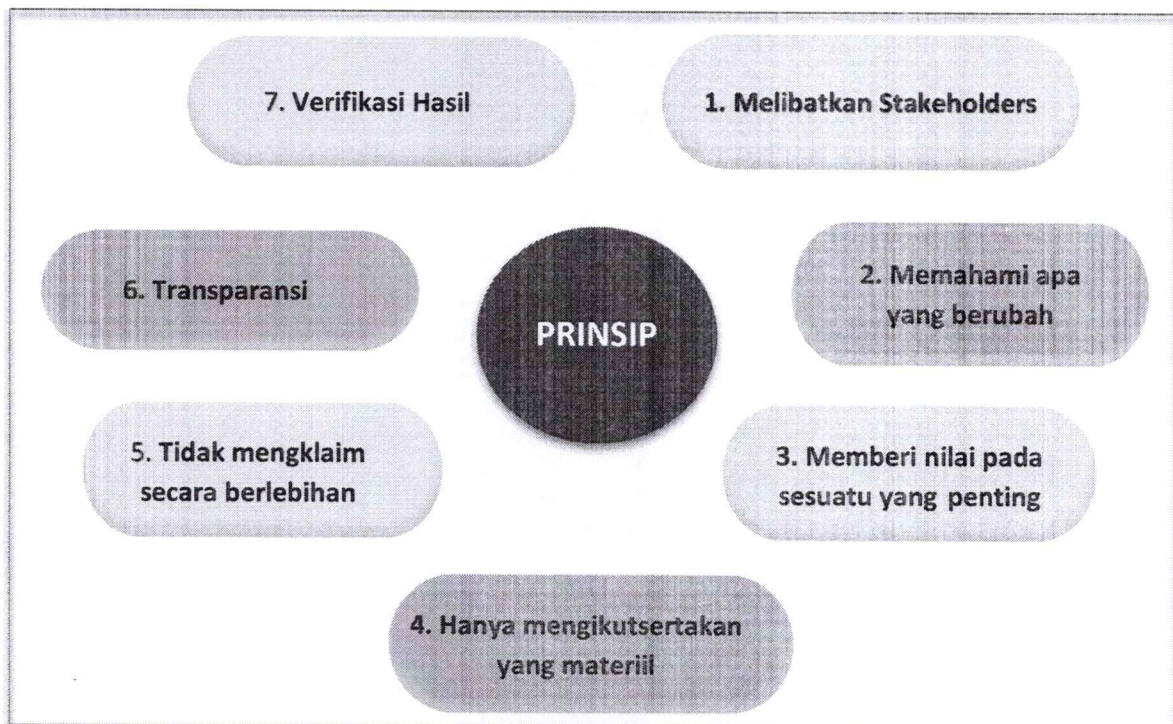 7. Verifikasi Hasil
1. Melibatkan Stakeholders
6. Transparansi
2. Memahami apa
yang berubah
PRINSIP
5. Tidak mengklaim
secara berlebihan
3. Memberi nilai pada
sesuatu yang penting
4. Hanya mengikutsertakan
yang materiil